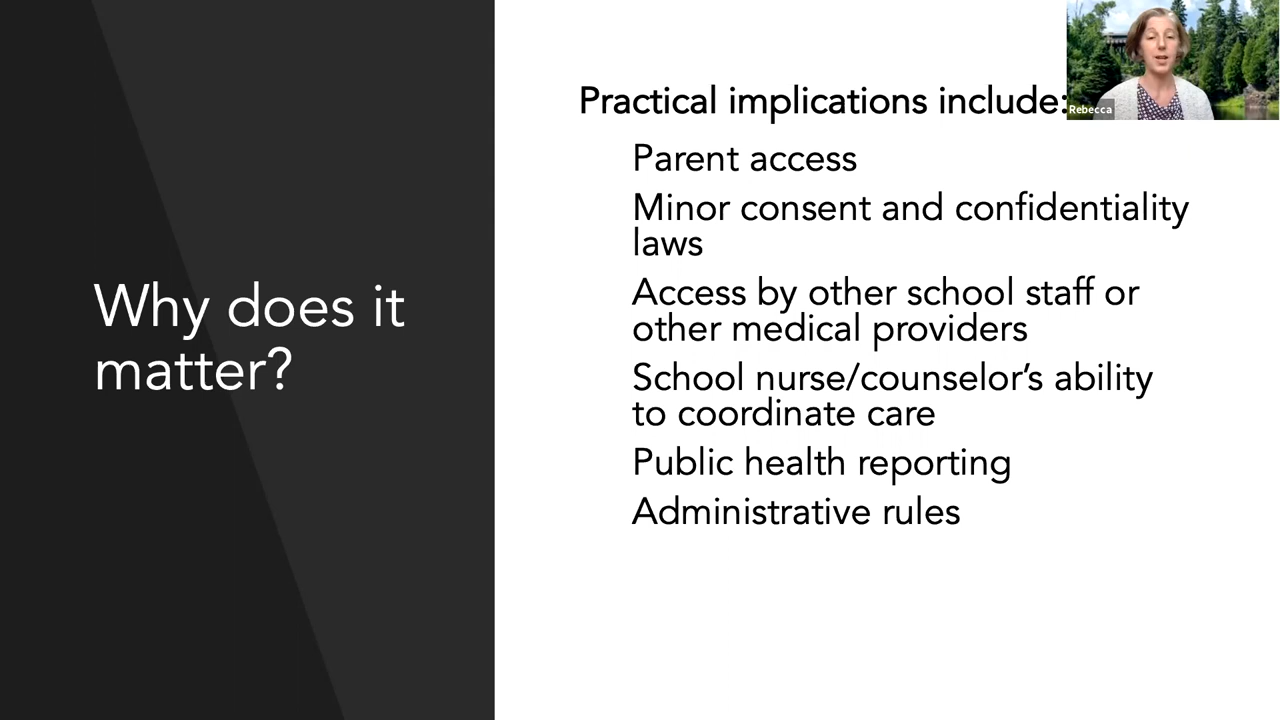 Why does it
matter?
Practical implications include:
Parent access
Minor consent and confidentiality
laws
Access by other school staff or
other medical providers
School nurse/counselor’s ability
to coordinate care
Public health reporting
Administrative rules
Rebecca